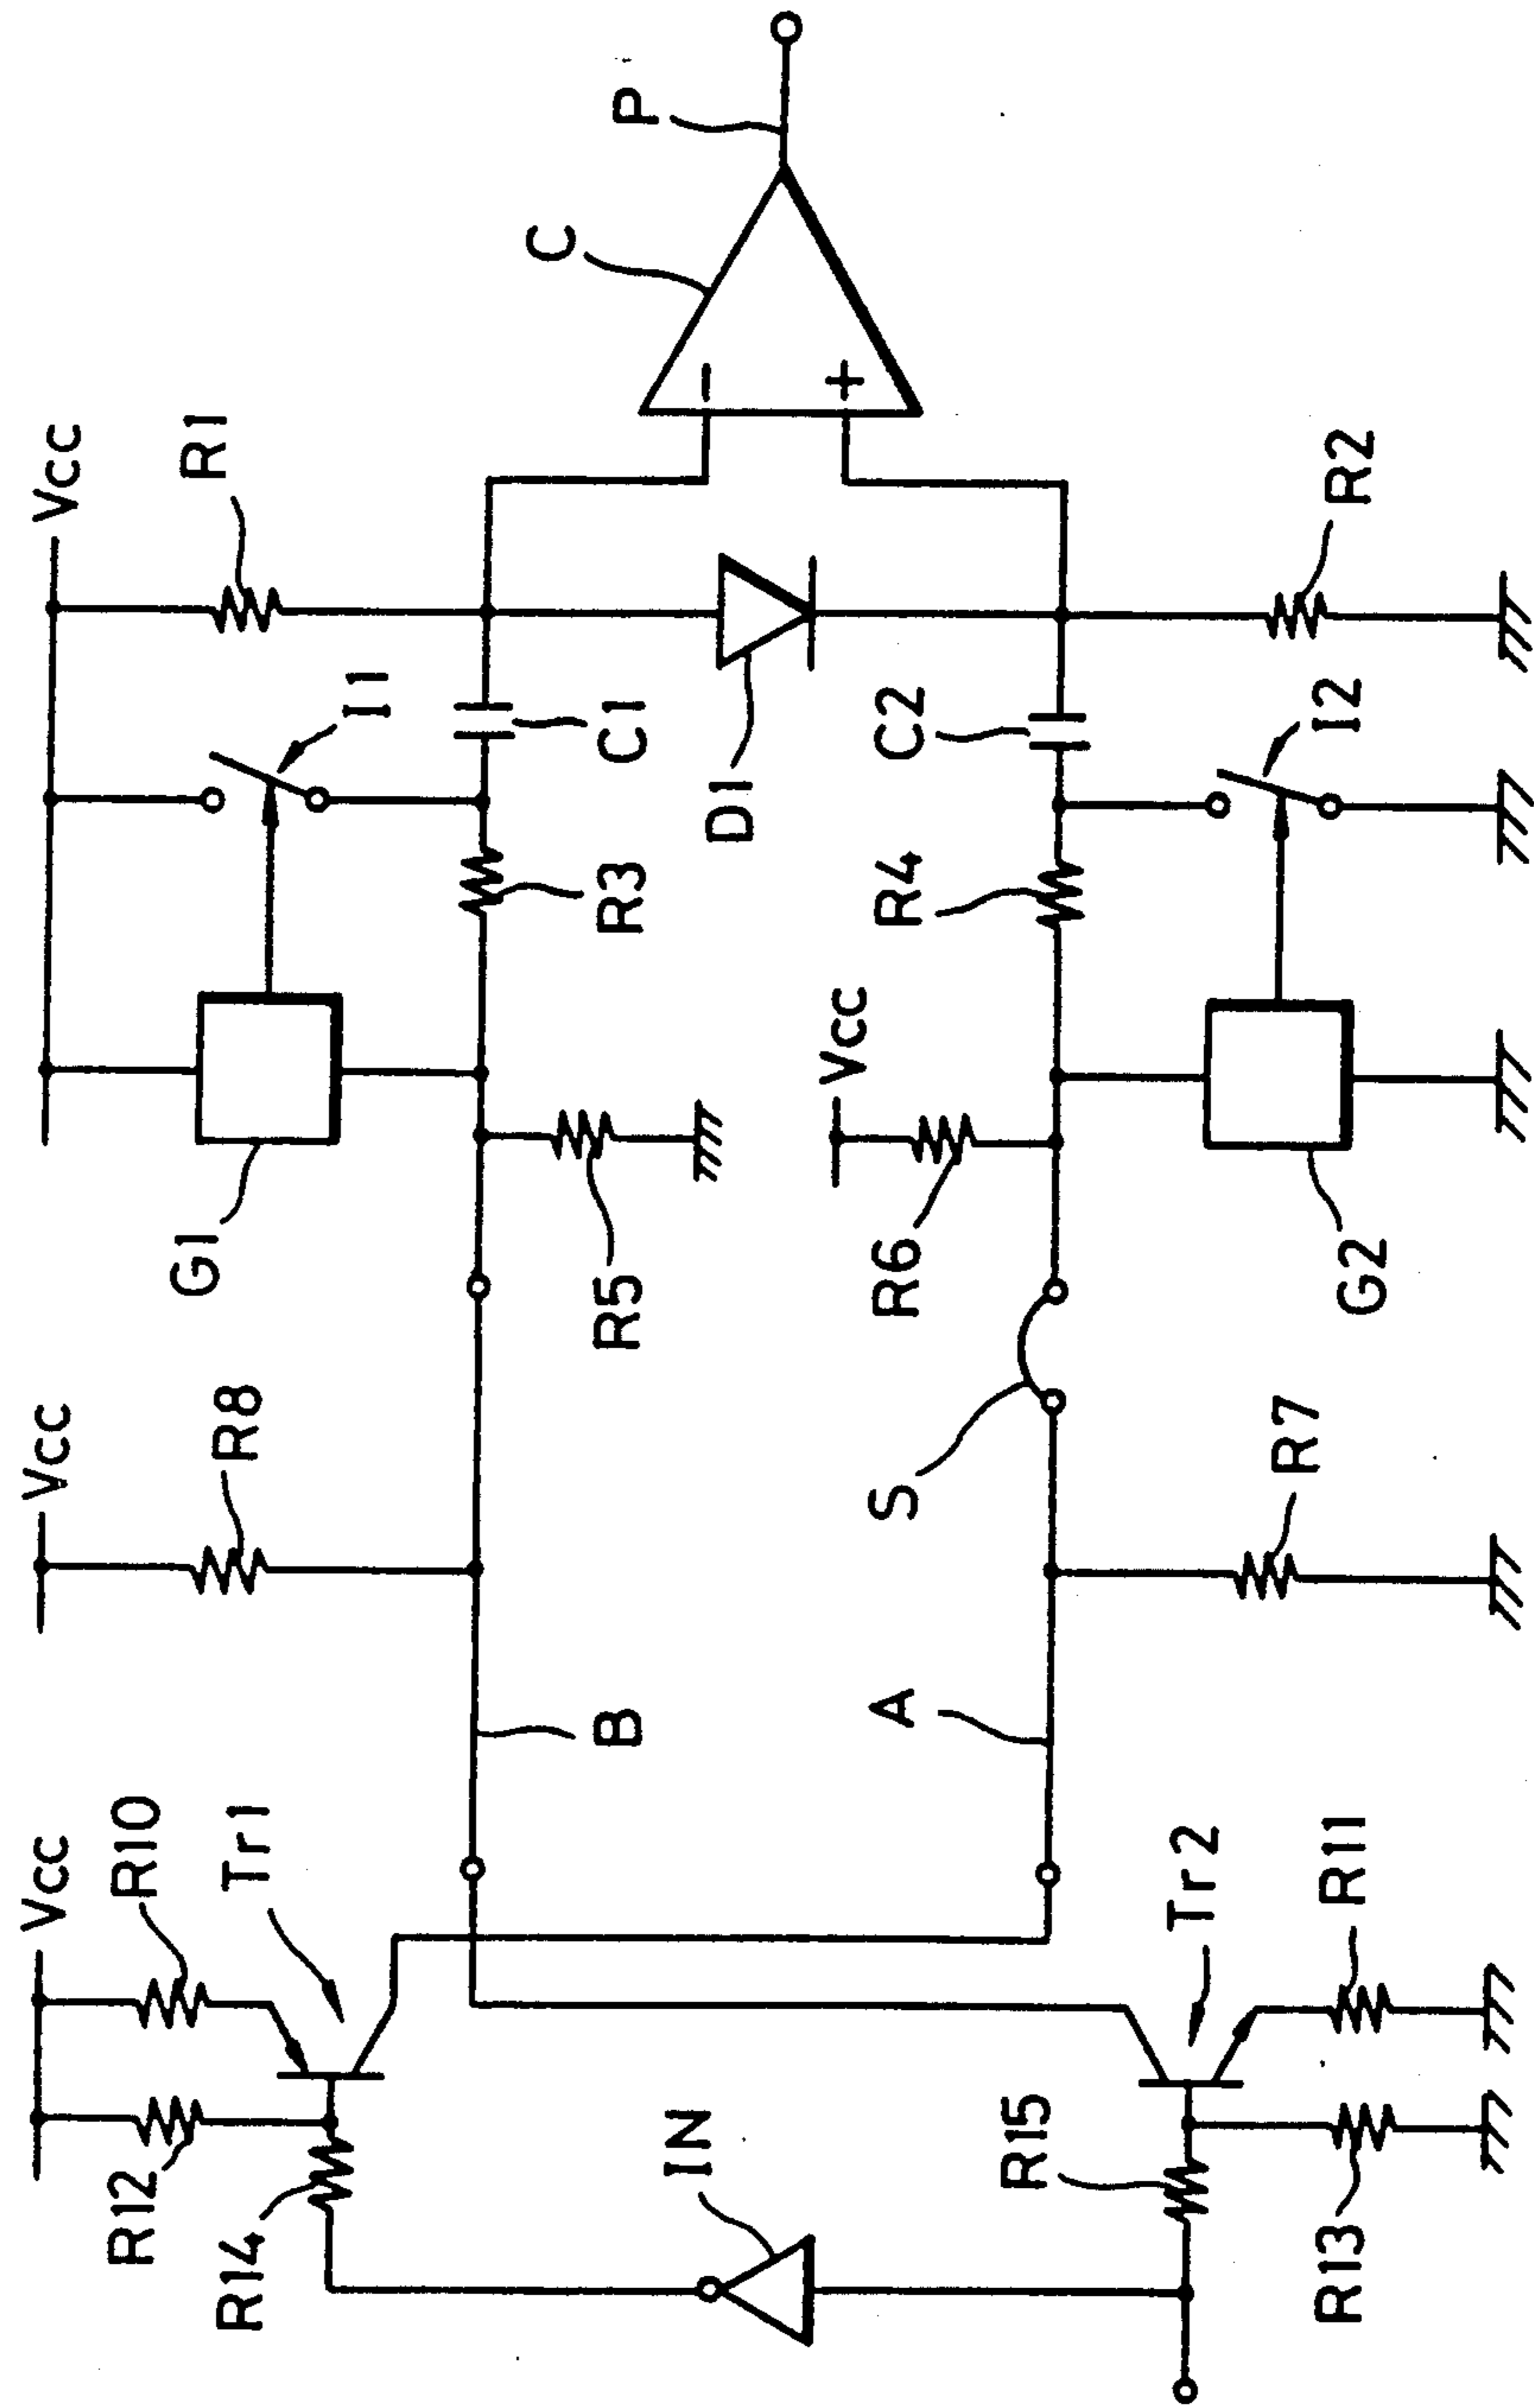 Vcc
R10
Tr1
R12
R14
IN
R15
Tr2
R11
R13
B
A
Vcc
R8
S
R7
G1
R5
Vcc
R6
G2
I1
R3
C1
D1
R4
C2
I2
Vcc
R1
R2
C
-
+
P